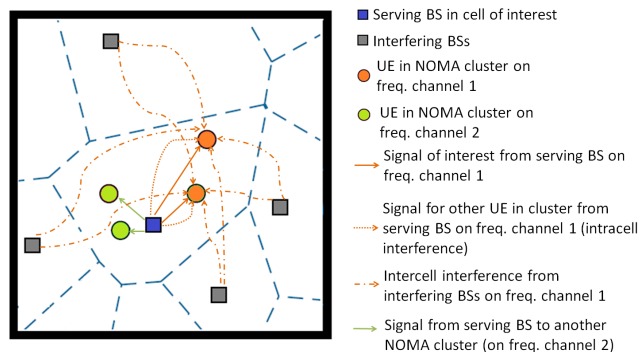 Serving BS in cell of interest
Interfering BSs
UE in NOMA cluster on
freq. channel 1
UE in NOMA cluster on
freq. channel 2
Signal of interest from serving BS on
freq. channel 1
Signal for other UE in cluster from
serving BS on freq. channel 1 (intracell
interference)
Intercell interference from
interfering BSs on freq. channel 1
Signal from serving BS to another
NOMA cluster (on freq. channel 2)